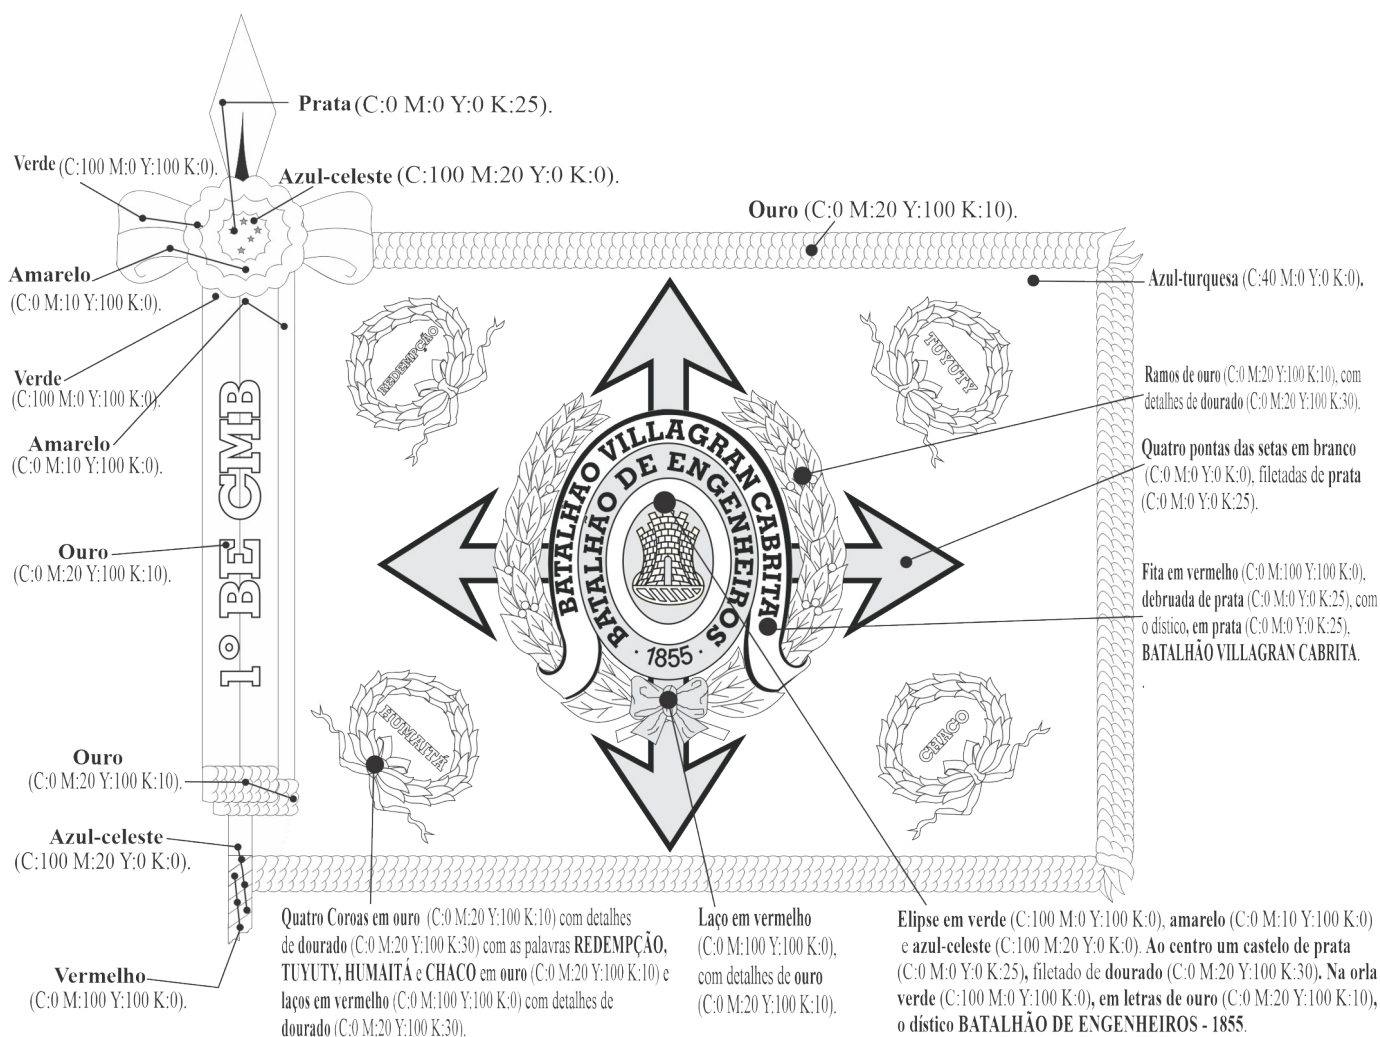 Prata (C:0 M:0 Y:0 K:25).
Verde (C:100 M:0 Y:100 K:0).
Azul-celeste (C:100 M:20 Y:0 K:0).
Ouro (C:0 M:20 Y:100 K:10).
Amarelo
(C:0 M:10 Y:100 K:0).
Azul-turquesa (C:40 M:0 Y:0 K:0).
REDEMPÇÃO
TUYUTY
Verde
(C:100 M:0 Y:100 K:0).
Ramos de ouro (C:0 M:20 Y:100 K:10), com
detalhes de dourado (C:0 M:20 Y:100 K:30).
Amarelo
(C:0 M:10 Y:100 K:0).
Quatro pontas das setas em branco
(C:0 M:0 Y:0 K:0), filetadas de prata
(C:0 M:0 Y:0 K:25).
1º BE CMB
BATALHAO VILLAGRAN CABRITA
BATALHÃO DE ENGENHEIROS
· 1855 ·
Ouro
(C:0 M:20 Y:100 K:10).
Fita em vermelho (C:0 M:100 Y:100 K:0),
debruada de prata (C:0 M:0 Y:0 K:25), com
o dístico, em prata (C:0 M:0 Y:0 K:25),
BATALHÃO VILLAGRAN CABRITA.
.
HUMAITÁ
CHACO
Ouro
(C:0 M:20 Y:100 K:10).
Azul-celeste
(C:100 M:20 Y:0 K:0).
Vermelho
(C:0 M:100 Y:100 K:0).
Quatro Coroas em ouro (C:0 M:20 Y:100 K:10) com detalhes
de dourado (C:0 M:20 Y:100 K:30) com as palavras REDEMPÇÃO,
TUYUTY, HUMAITÁ e CHACO em ouro (C:0 M:20 Y:100 K:10) e
laços em vermelho (C:0 M:100 Y:100 K:0) com detalhes de
dourado (C:0 M:20 Y:100 K:30).
Laço em vermelho
(C:0 M:100 Y:100 K:0),
com detalhes de ouro
(C:0 M:20 Y:100 K:10).
Elipse em verde (C:100 M:0 Y:100 K:0), amarelo (C:0 M:10 Y:100 K:0)
e azul-celeste (C:100 M:20 Y:0 K:0). Ao centro um castelo de prata
(C:0 M:0 Y:0 K:25), filetado de dourado (C:0 M:20 Y:100 K:30). Na orla
verde (C:100 M:0 Y:100 K:0), em letras de ouro (C:0 M:20 Y:100 K:10),
o dístico BATALHÃO DE ENGENHEIROS - 1855.